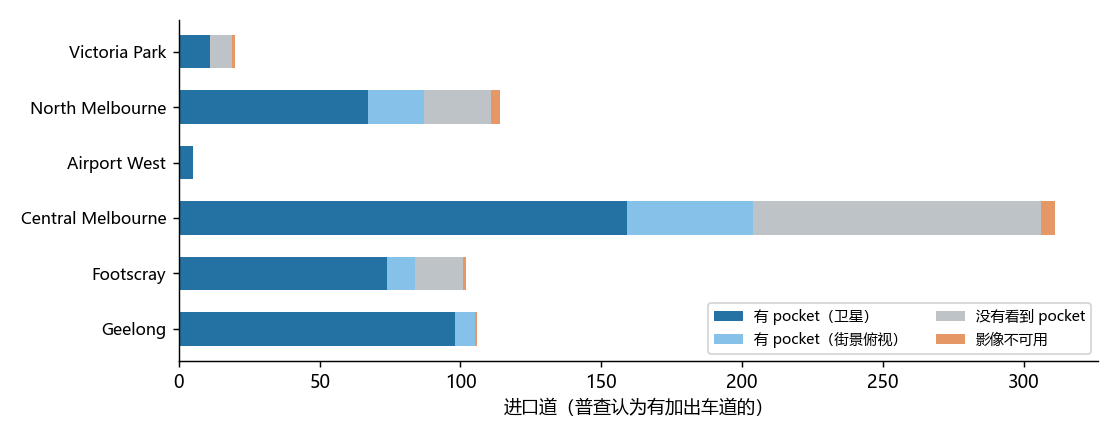 Victoria Park
North Melbourne
Airport West
Central Melbourne
Footscray
Geelong
有 pocket（卫星）
有 pocket（街景俯视）
没有看到 pocket
影像不可用
0 50 100 150 200 250 300
进口道（普查认为有加出车道的）